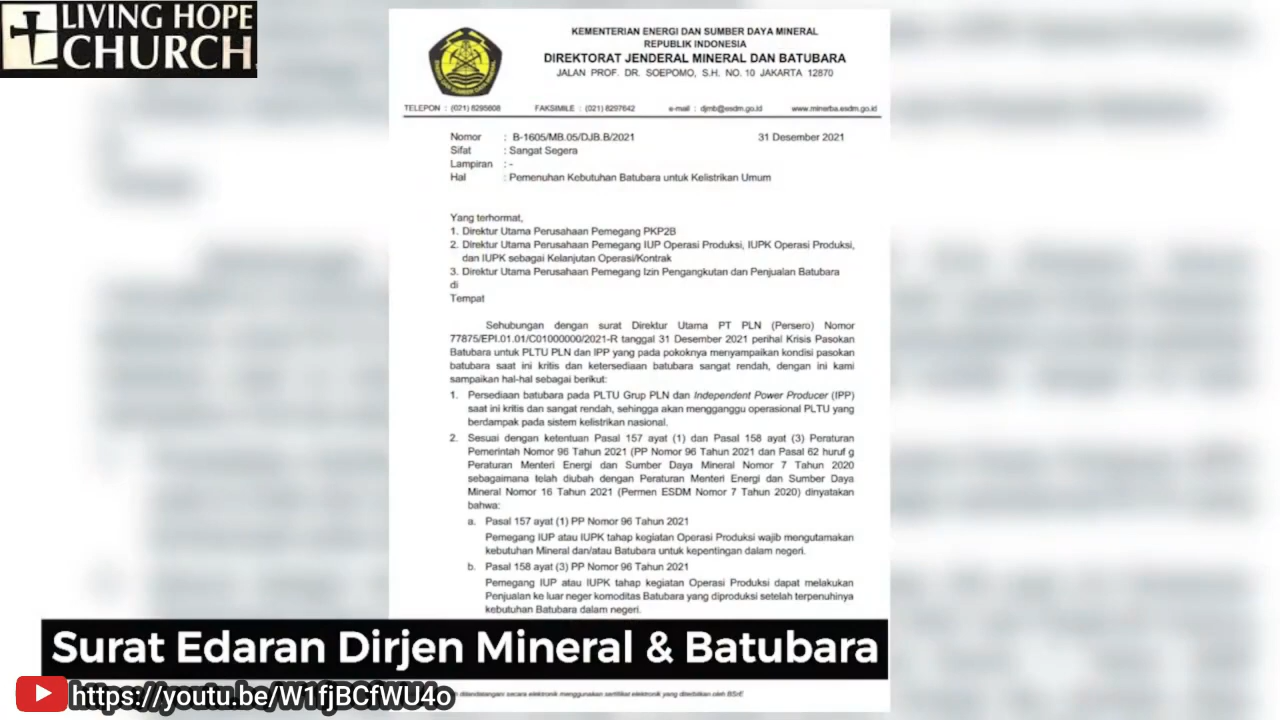 LIVING HOPE
CHURCH
KEMENTERIAN ENERGI DAN SUMBER DAYA MINERAL
REPUBLIK INDONESIA
DIREKTORAT JENDERAL MINERAL DAN BATUBARA
JALAN PROF. DR. SOEPOMO, S.H. NO. 10 JAKARTA 12870
TELEPON : (021) 8295608 FAKSIMILE : (021) 8297642 e-mail : djmb@esdm.go.id www.minerba.esdm.go.id
Nomor : B-1605/MB.05/DJB.B/2021 31 Desember 2021
Sifat : Sangat Segera
Lampiran : -
Hal : Pemenuhan Kebutuhan Batubara untuk Kelistrikan Umum
Yang terhormat,
1. Direktur Utama Perusahaan Pemegang PKP2B
2. Direktur Utama Perusahaan Pemegang IUP Operasi Produksi, IUPK Operasi Produksi,
dan IUPK sebagai Kelanjutan Operasi/Kontrak
3. Direktur Utama Perusahaan Pemegang Izin Pengangkutan dan Penjualan Batubara
di
Tempat
Sehubungan dengan surat Direktur Utama PT PLN (Persero) Nomor
77875/EPI.01.01/C01000000/2021-R tanggal 31 Desember 2021 perihal Krisis Pasokan
Batubara untuk PLTU PLN dan IPP yang pada pokoknya menyampaikan kondisi pasokan
batubara saat ini kritis dan ketersediaan batubara sangat rendah, dengan ini kami
sampaikan hal-hal sebagai berikut:
1. Persediaan batubara pada PLTU Grup PLN dan Independent Power Producer (IPP)
saat ini kritis dan sangat rendah, sehingga akan mengganggu operasional PLTU yang
berdampak pada sistem kelistrikan nasional.
2. Sesuai dengan ketentuan Pasal 157 ayat (1) dan Pasal 158 ayat (3) Peraturan
Pemerintah Nomor 96 Tahun 2021 (PP Nomor 96 Tahun 2021 dan Pasal 62 huruf g
Peraturan Menteri Energi dan Sumber Daya Mineral Nomor 7 Tahun 2020
sebagaimana telah diubah dengan Peraturan Menteri Energi dan Sumber Daya
Mineral Nomor 16 Tahun 2021 (Permen ESDM Nomor 7 Tahun 2020) dinyatakan
bahwa:
a. Pasal 157 ayat (1) PP Nomor 96 Tahun 2021
Pemegang IUP atau IUPK tahap kegiatan Operasi Produksi wajib mengutamakan
kebutuhan Mineral dan/atau Batubara untuk kepentingan dalam negeri.
b. Pasal 158 ayat (3) PP Nomor 96 Tahun 2021
Pemegang IUP atau IUPK tahap kegiatan Operasi Produksi dapat melakukan
Penjualan ke luar neger komoditas Batubara yang diproduksi setelah terpenuhinya
kebutuhan Batubara dalam negeri.
Surat Edaran Dirjen Mineral & Batubara
https://youtu.be/W1fjBCfWU4o
ditandatangani secara elektronik menggunakan sertifikat elektronik yang diterbitkan oleh BSrE